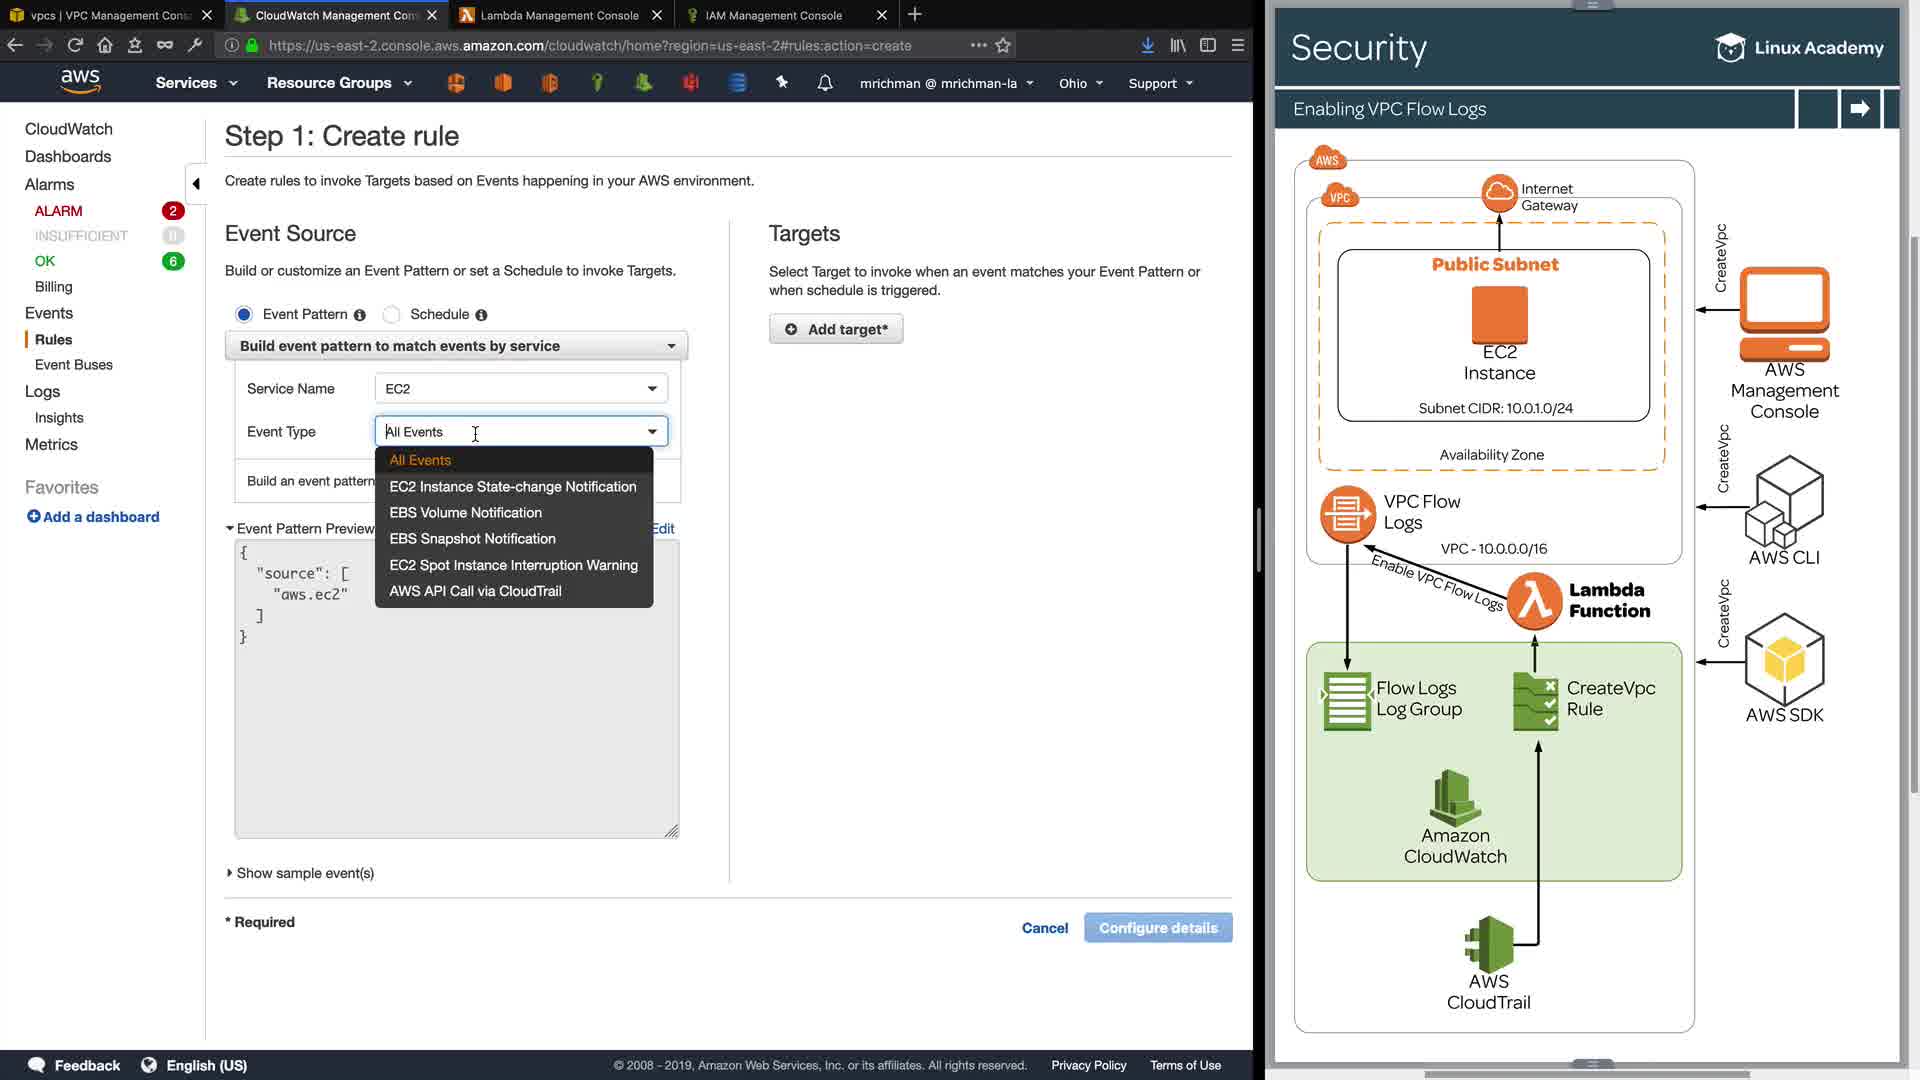 vpcs | VPC Management Cons
CloudWatch Management Con
Lambda Management Console
IAM Management Console
https://us-east-2.console.aws.amazon.com/cloudwatch/home?region=us-east-2#rules:action=create
aws
Services
Resource Groups
mrichman @ mrichman-la
Ohio
Support
CloudWatch
Dashboards
Alarms
ALARM 2
INSUFFICIENT 0
OK 6
Billing
Events
Rules
Event Buses
Logs
Insights
Metrics
Favorites
Add a dashboard
Step 1: Create rule
Create rules to invoke Targets based on Events happening in your AWS environment.
Event Source
Build or customize an Event Pattern or set a Schedule to invoke Targets.
Event Pattern
Schedule
Build event pattern to match events by service
Service Name
EC2
Event Type
All Events
All Events
EC2 Instance State-change Notification
EBS Volume Notification
EBS Snapshot Notification
EC2 Spot Instance Interruption Warning
AWS API Call via CloudTrail
Build an event pattern
Event Pattern Preview
Edit
{
"source": [
"aws.ec2"
]
}
Show sample event(s)
* Required
Targets
Select Target to invoke when an event matches your Event Pattern or
when schedule is triggered.
Add target*
Cancel
Configure details
Feedback
English (US)
© 2008 - 2019, Amazon Web Services, Inc. or its affiliates. All rights reserved.
Privacy Policy
Terms of Use
Security
Linux Academy
Enabling VPC Flow Logs
AWS
VPC
Internet
Gateway
Public Subnet
EC2
Instance
Subnet CIDR: 10.0.1.0/24
Availability Zone
VPC Flow
Logs
VPC - 10.0.0.0/16
Enable VPC Flow Logs
Lambda
Function
Flow Logs
Log Group
CreateVpc
Rule
Amazon
CloudWatch
AWS
CloudTrail
CreateVpc
AWS
Management
Console
CreateVpc
AWS CLI
CreateVpc
AWS SDK